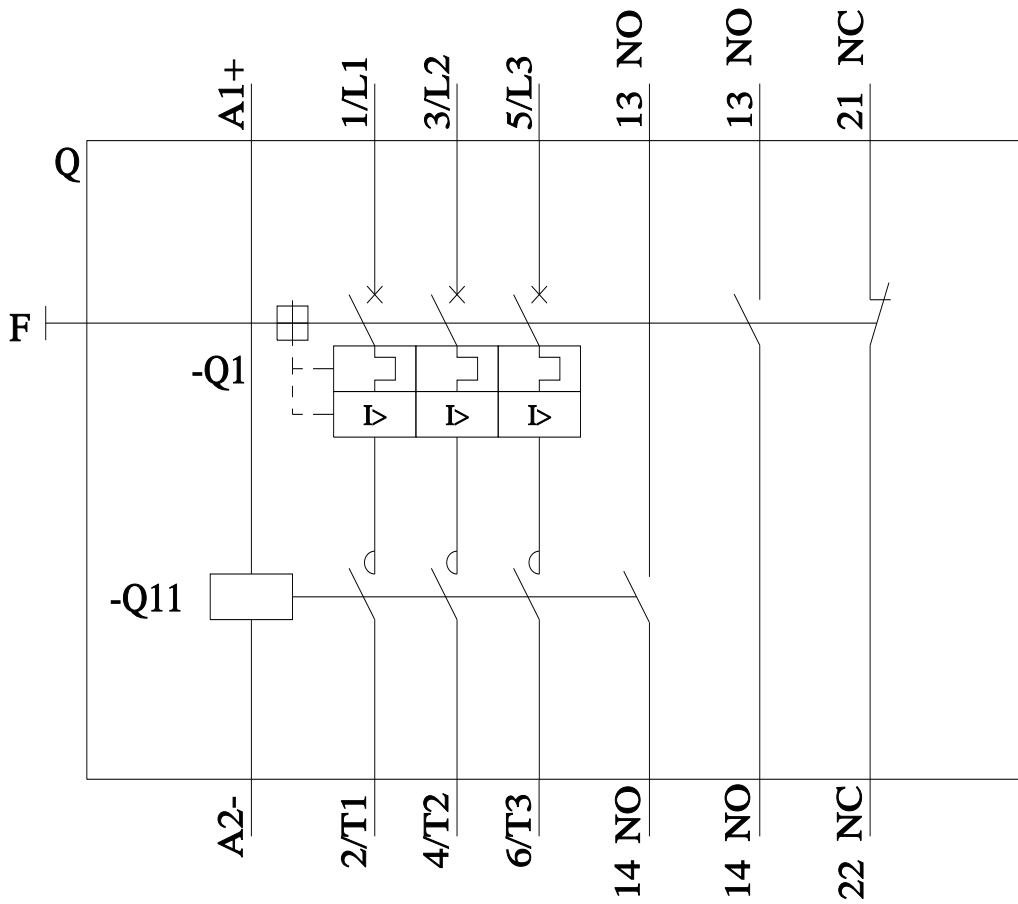 A1+
1/L1
3/L2
5/L3
13 NO
13 NO
21 NC
Q
F
-Q1
I>
I>
I>
-Q11
A2-
2/T1
4/T2
6/T3
14 NO
14 NO
22 NC